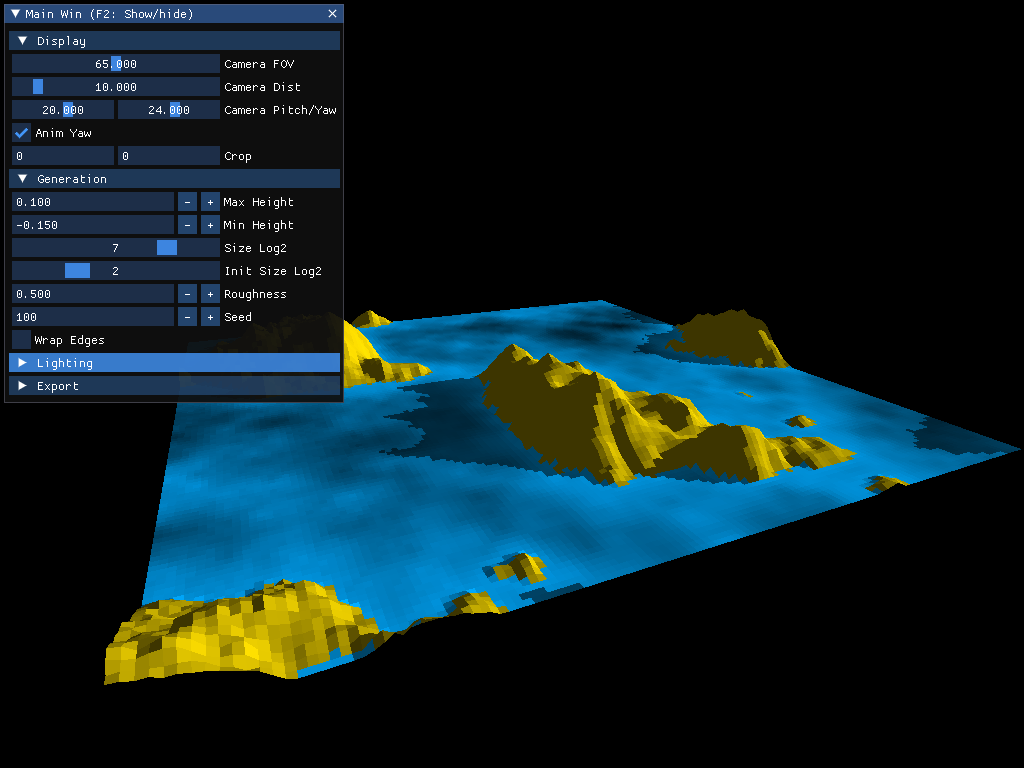 Main Win (F2: Show/hide)
Display
65.000 Camera FOV
10.000 Camera Dist
20.000 24.000 Camera Pitch/Yaw
Anim Yaw
0 0 Crop
Generation
0.100 - + Max Height
-0.150 - + Min Height
7 Size Log2
2 Init Size Log2
0.500 - + Roughness
100 - + Seed
Wrap Edges
Lighting
Export